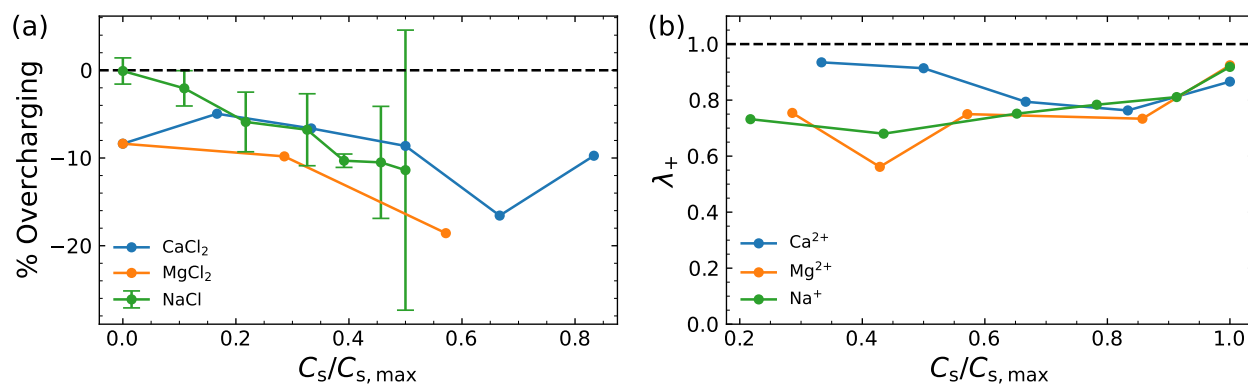 (a)
% Overcharging
0
−10
−20
CaCl₂
MgCl₂
NaCl
0.0 0.2 0.4 0.6 0.8
Cₛ/Cₛ, max
(b)
λ₊
1.0
0.8
0.6
0.4
0.2
0.0
Ca²⁺
Mg²⁺
Na⁺
0.2 0.4 0.6 0.8 1.0
Cₛ/Cₛ, max